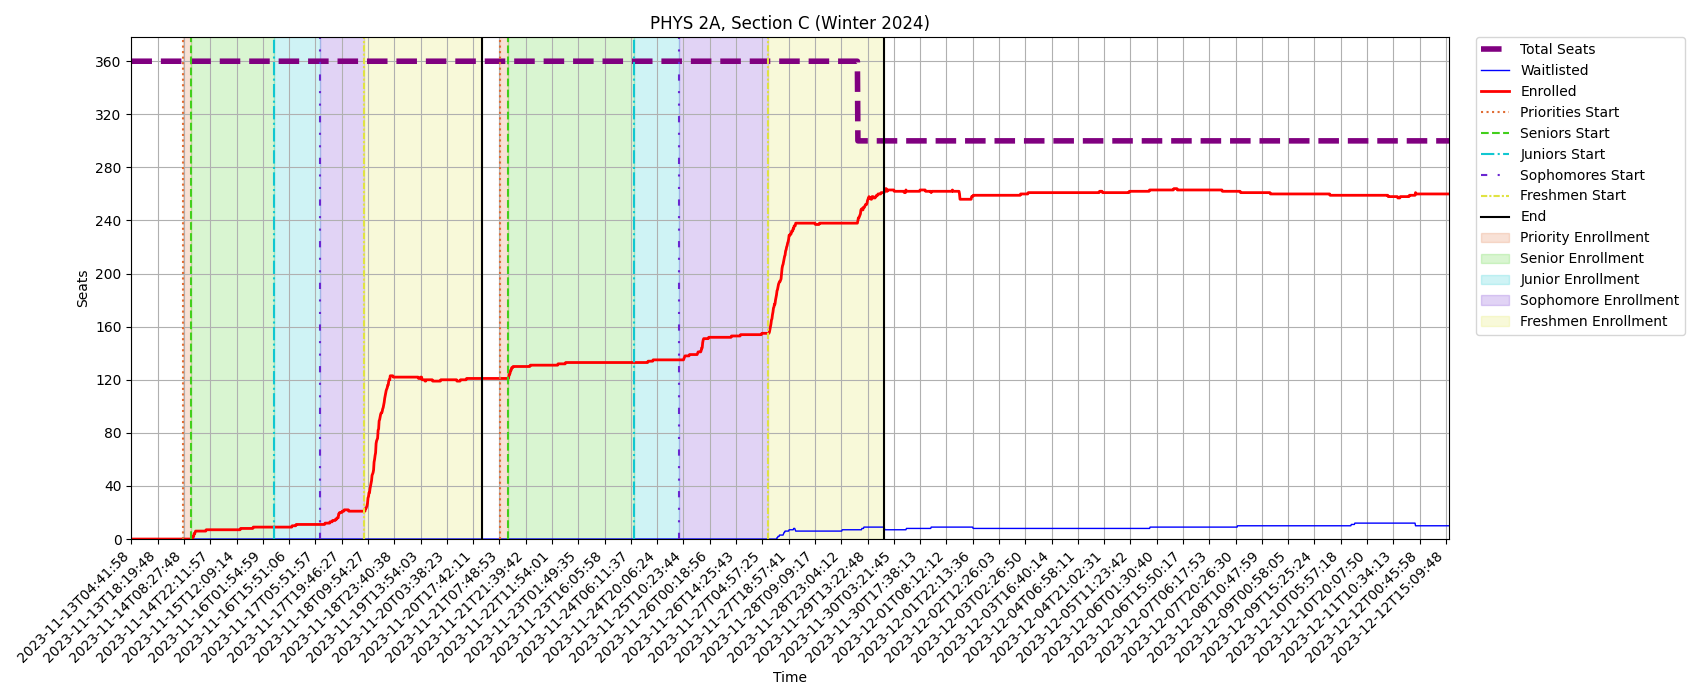 PHYS 2A, Section C (Winter 2024)
360
320
280
240
200
160
120
80
40
0
Seats
2023-11-13T04:41:58
2023-11-13T18:19:48
2023-11-14T08:27:48
2023-11-14T22:11:57
2023-11-15T12:09:14
2023-11-16T01:54:59
2023-11-16T15:51:06
2023-11-17T05:51:57
2023-11-17T19:46:27
2023-11-18T09:54:27
2023-11-18T23:40:38
2023-11-19T13:54:03
2023-11-20T03:38:23
2023-11-20T17:42:11
2023-11-21T07:48:53
2023-11-21T21:39:42
2023-11-22T11:54:01
2023-11-23T01:49:35
2023-11-23T16:05:58
2023-11-24T06:11:37
2023-11-24T20:06:24
2023-11-25T10:23:44
2023-11-26T00:18:56
2023-11-26T14:25:43
2023-11-27T04:57:25
2023-11-27T18:57:41
2023-11-28T09:09:17
2023-11-28T23:04:12
2023-11-29T13:22:48
2023-11-30T03:21:45
2023-11-30T17:38:13
2023-12-01T08:12:12
2023-12-01T22:13:36
2023-12-02T12:26:03
2023-12-03T02:26:50
2023-12-03T16:40:14
2023-12-04T06:58:11
2023-12-04T21:02:31
2023-12-05T11:23:42
2023-12-06T01:30:40
2023-12-06T15:50:17
2023-12-07T06:17:53
2023-12-07T20:26:30
2023-12-08T10:47:59
2023-12-09T00:58:05
2023-12-09T15:25:24
2023-12-10T05:57:18
2023-12-10T20:07:50
2023-12-11T10:34:13
2023-12-12T00:45:58
2023-12-12T15:09:48
Time
Total Seats
Waitlisted
Enrolled
Priorities Start
Seniors Start
Juniors Start
Sophomores Start
Freshmen Start
End
Priority Enrollment
Senior Enrollment
Junior Enrollment
Sophomore Enrollment
Freshmen Enrollment